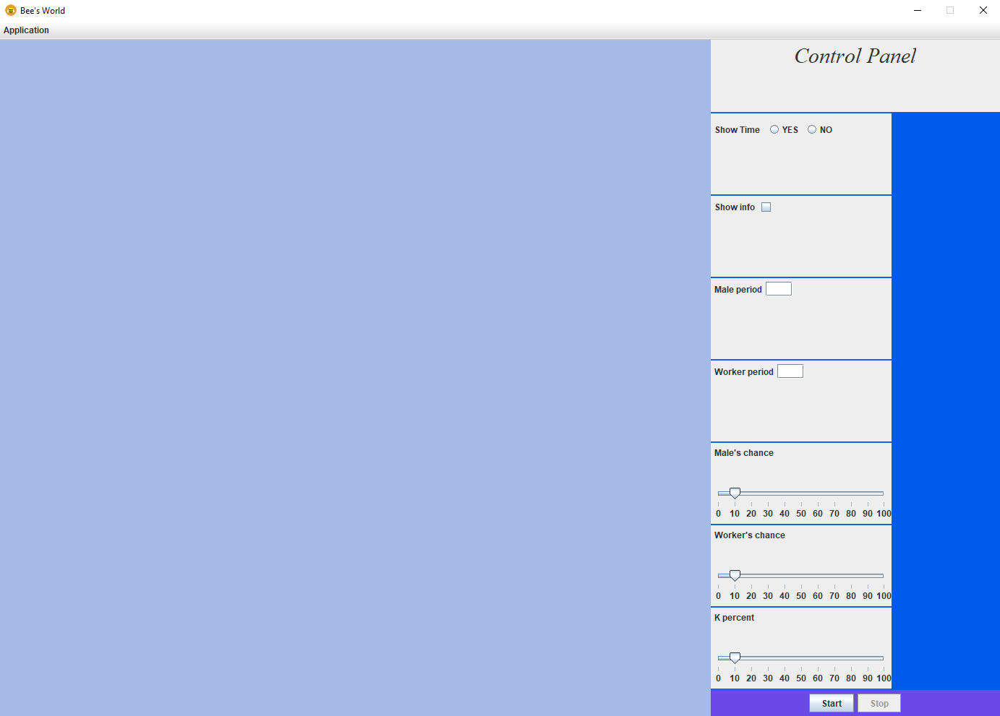 Bee's World
Application
Control Panel
Show Time YES NO
Show info
Male period
Worker period
Male's chance
0 10 20 30 40 50 60 70 80 90 100
Worker's chance
0 10 20 30 40 50 60 70 80 90 100
K percent
0 10 20 30 40 50 60 70 80 90 100
Start Stop